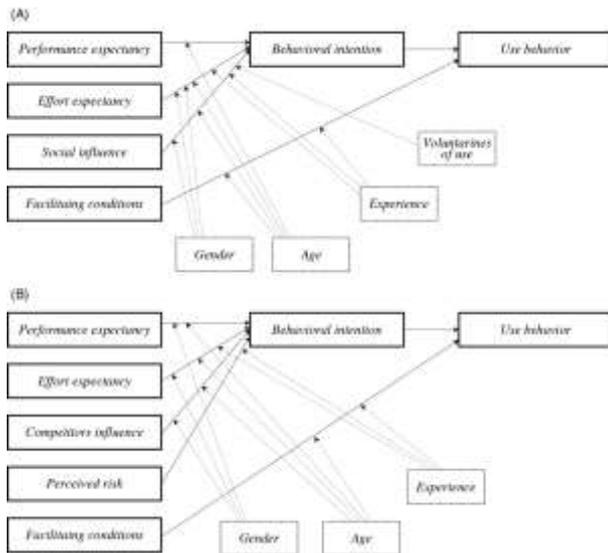 (A)
Performance expectancy
Behavioral intention
Use behavior
Effort expectancy
Social influence
Voluntarines
of use
Facilitating conditions
Experience
Gender
Age
(B)
Performance expectancy
Behavioral intention
Use behavior
Effort expectancy
Competitors influence
Perceived risk
Experience
Facilitating conditions
Gender
Age